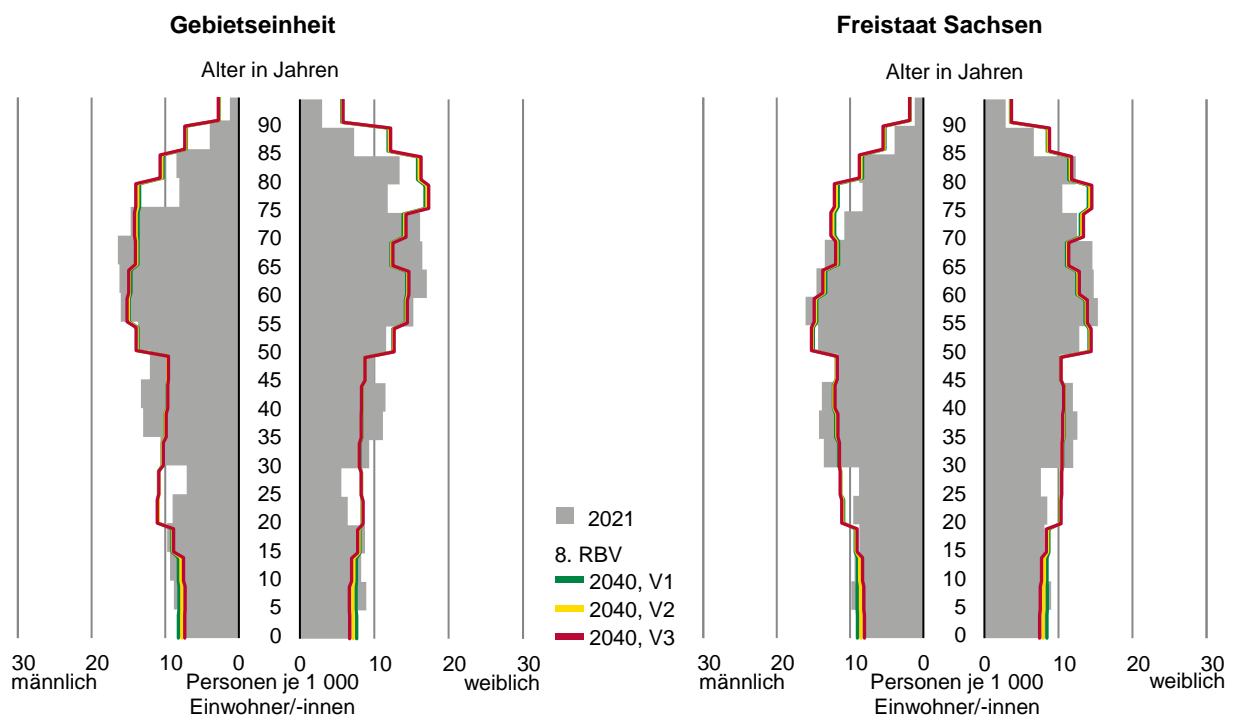 Gebietseinheit
Alter in Jahren
90
85
80
75
70
65
60
55
50
45
40
35
30
25
20
15
10
5
0
30 20 10 0 0 10 20 30
männlich Personen je 1 000 weiblich
Einwohner/-innen
2021
8. RBV
2040, V1
2040, V2
2040, V3
Freistaat Sachsen
Alter in Jahren
90
85
80
75
70
65
60
55
50
45
40
35
30
25
20
15
10
5
0
30 20 10 0 0 10 20 30
männlich Personen je 1 000 weiblich
Einwohner/-innen